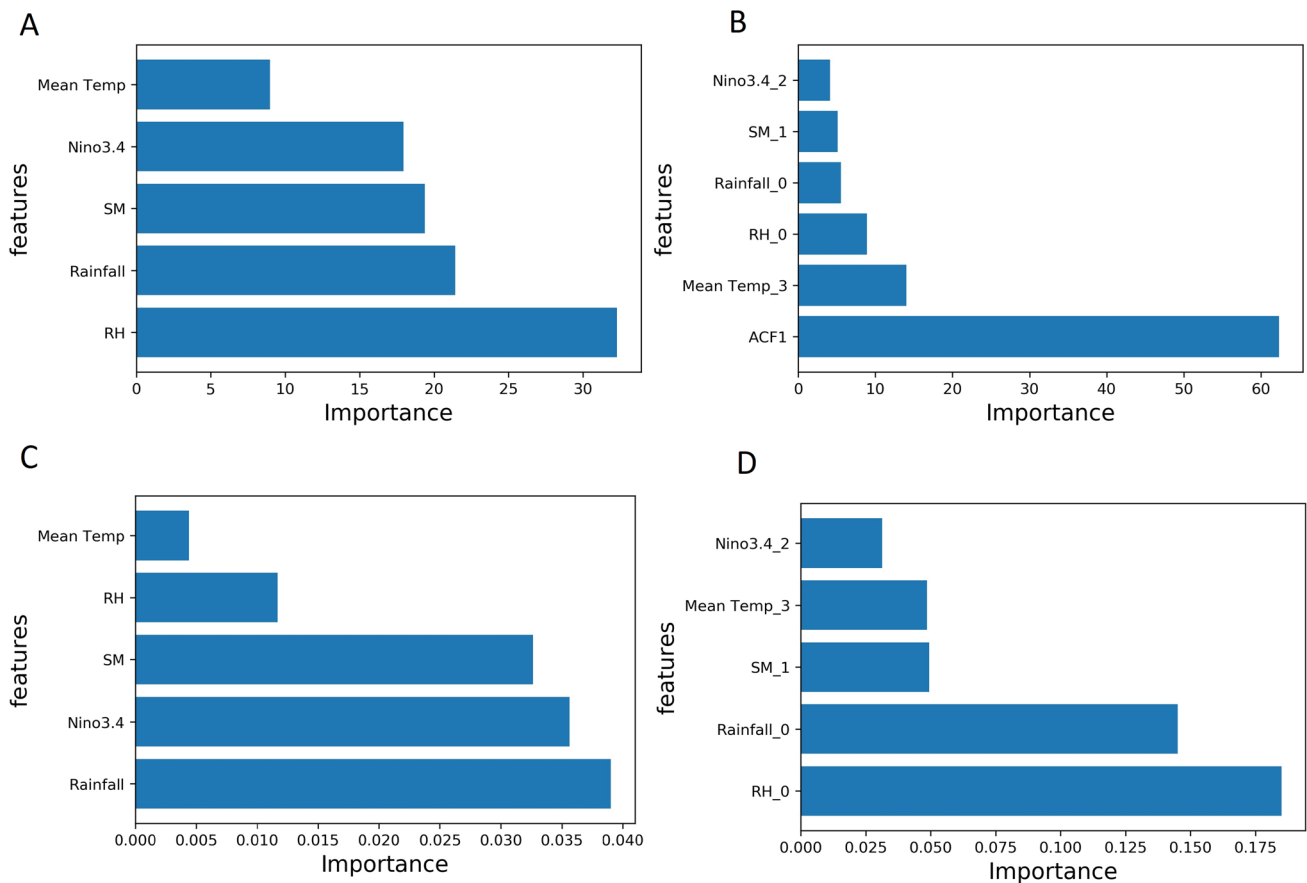 A
Mean Temp
Nino3.4
SM
Rainfall
RH
features
0 5 10 15 20 25 30
Importance
B
Nino3.4_2
SM_1
Rainfall_0
RH_0
Mean Temp_3
ACF1
features
0 10 20 30 40 50 60
Importance
C
Mean Temp
RH
SM
Nino3.4
Rainfall
features
0.000 0.005 0.010 0.015 0.020 0.025 0.030 0.035 0.040
Importance
D
Nino3.4_2
Mean Temp_3
SM_1
Rainfall_0
RH_0
features
0.000 0.025 0.050 0.075 0.100 0.125 0.150 0.175
Importance